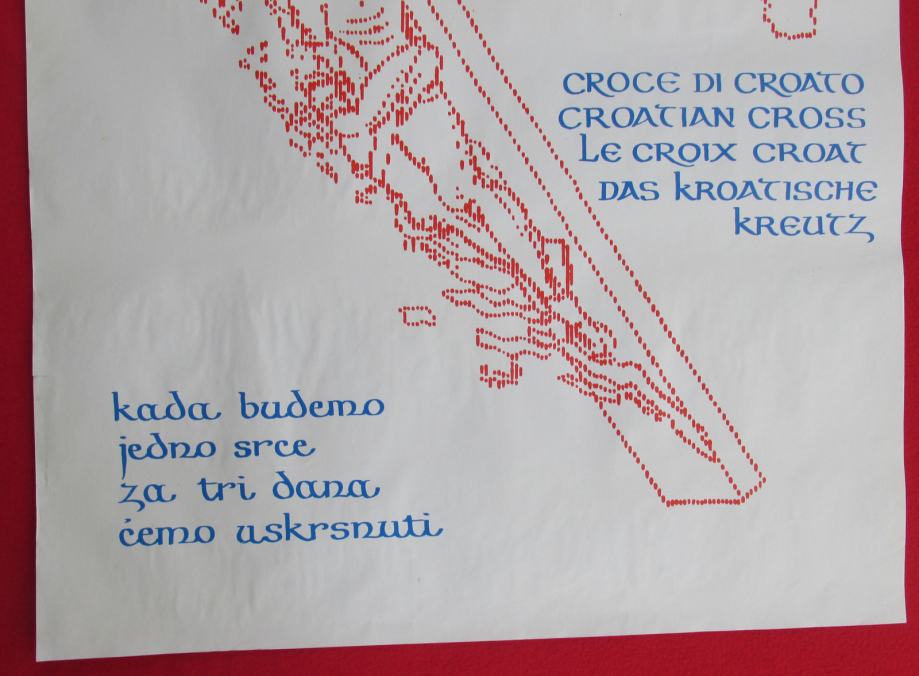 CROCE DI CROATO
CROATIAN CROSS
LE CROIX CROAT
DAS KROATISCHE
KREUTZ
kada budemo
jedno srce
za tri dana
ćemo uskrsnuti